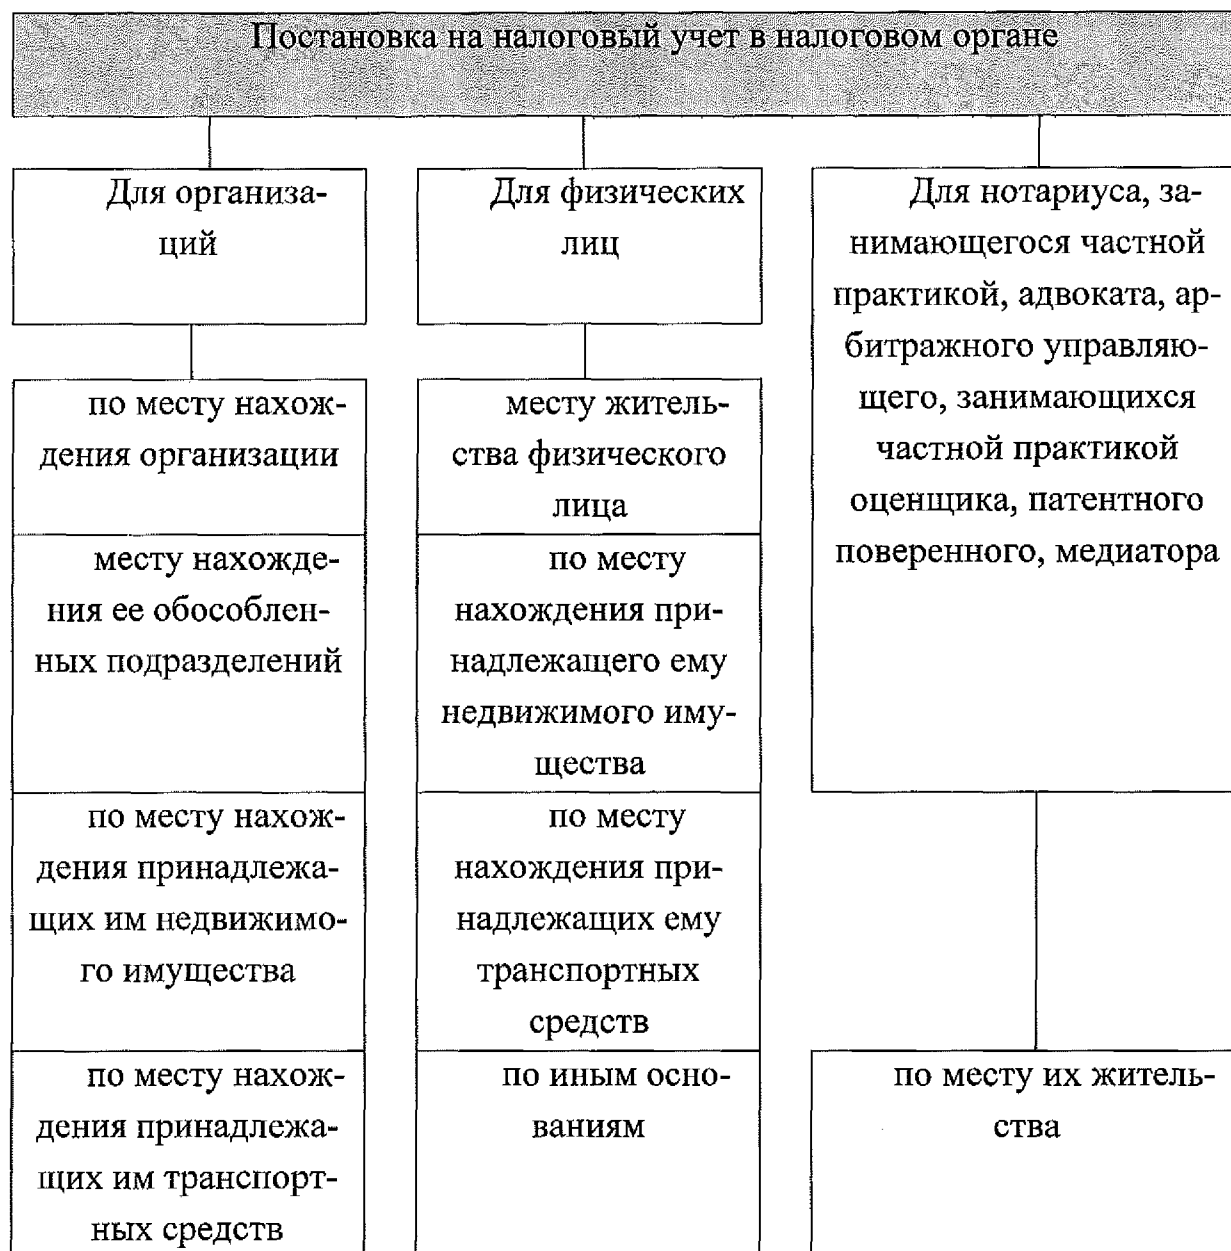 Постановка на налоговый учет в налоговом органе
Для организа-
ций
Для физических
лиц
Для нотариуса, за-
нимающегося частной
практикой, адвоката, ар-
битражного управляю-
щего, занимающихся
частной практикой
оценщика, патентного
поверенного, медиатора
по месту нахож-
дения организации
месту нахожде-
ния ее обособлен-
ных подразделений
по месту нахож-
дения принадлежа-
щих им недвижимо-
го имущества
по месту нахож-
дения принадлежа-
щих им транспорт-
ных средств
месту житель-
ства физического
лица
по месту
нахождения при-
надлежащего ему
недвижимого иму-
щества
по месту
нахождения при-
надлежащих ему
транспортных
средств
по иным осно-
ваниям
по месту их житель-
ства